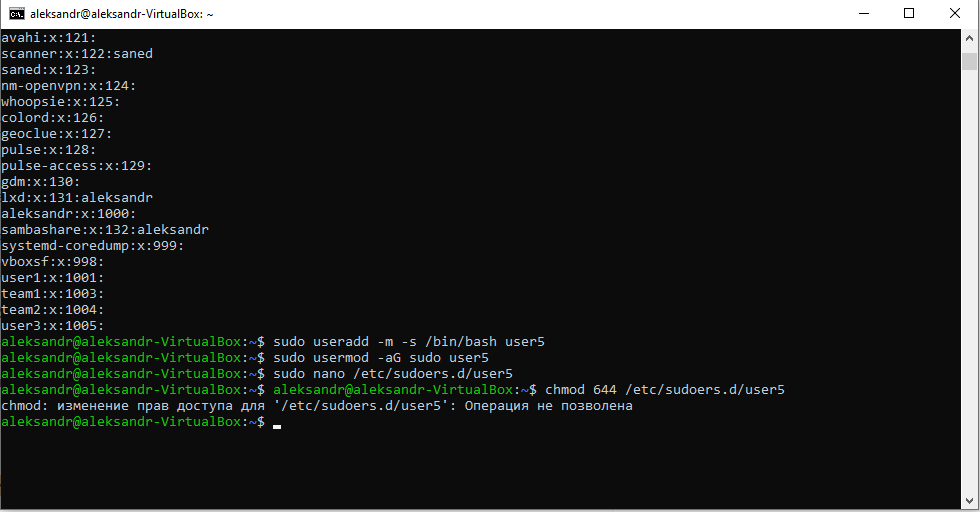 aleksandr@aleksandr-VirtualBox: ~
avahi:x:121:
scanner:x:122:saned
saned:x:123:
nm-openvpn:x:124:
whoopsie:x:125:
colord:x:126:
geoclue:x:127:
pulse:x:128:
pulse-access:x:129:
gdm:x:130:
lxd:x:131:aleksandr
aleksandr:x:1000:
sambashare:x:132:aleksandr
systemd-coredump:x:999:
vboxsf:x:998:
user1:x:1001:
team1:x:1003:
team2:x:1004:
user3:x:1005:
aleksandr@aleksandr-VirtualBox:~$ sudo useradd -m -s /bin/bash user5
aleksandr@aleksandr-VirtualBox:~$ sudo usermod -aG sudo user5
aleksandr@aleksandr-VirtualBox:~$ sudo nano /etc/sudoers.d/user5
aleksandr@aleksandr-VirtualBox:~$ aleksandr@aleksandr-VirtualBox:~$ chmod 644 /etc/sudoers.d/user5
chmod: изменение прав доступа для '/etc/sudoers.d/user5': Операция не позволена
aleksandr@aleksandr-VirtualBox:~$